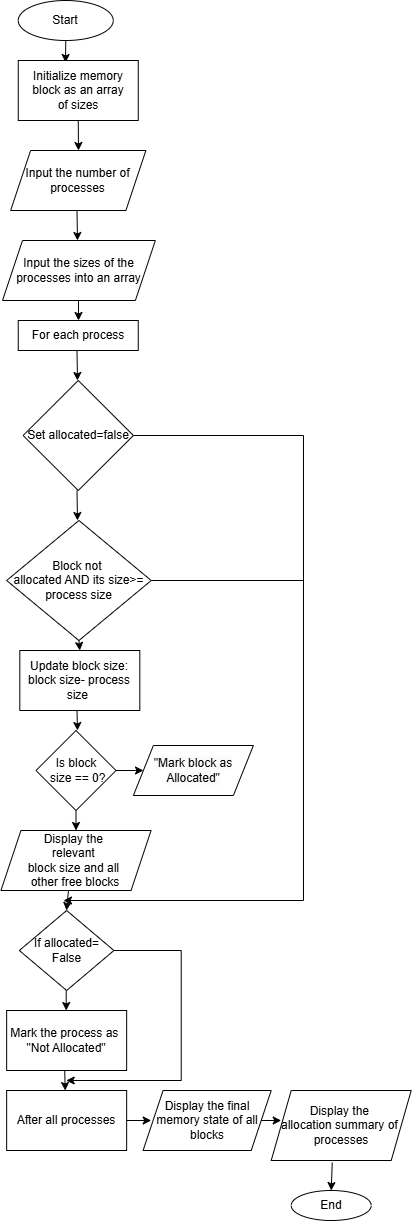 Start
Initialize memory
block as an array
of sizes
Input the number of
processes
Input the sizes of the
processes into an array
For each process
Set allocated=false
Block not
allocated AND its size>=
process size
Update block size:
block size- process
size
Is block
size == 0?
"Mark block as
Allocated"
Display the
relevant
block size and all
other free blocks
If allocated=
False
Mark the process as
"Not Allocated"
After all processes
Display the final
memory state of all
blocks
Display the
allocation summary of
processes
End